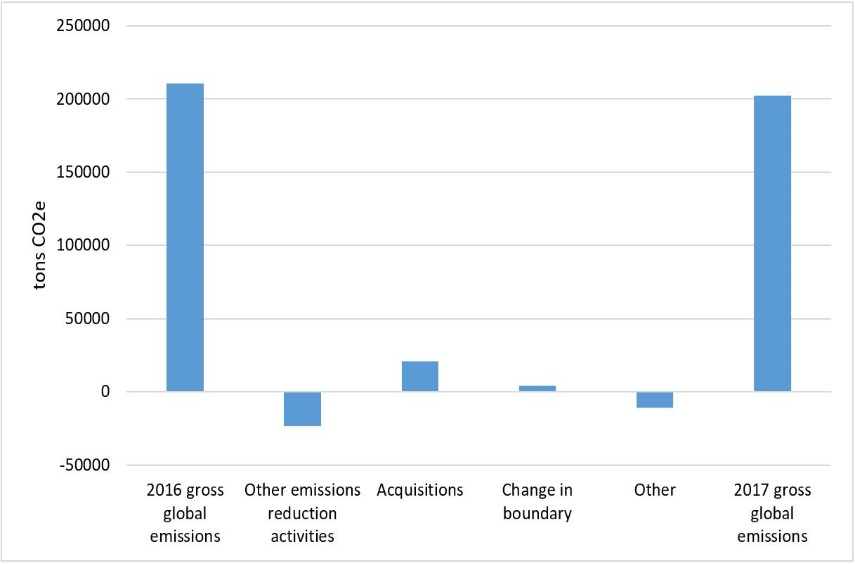 250000
200000
150000
100000
50000
0
-50000
tons CO2e
2016 gross
global
emissions
Other emissions
reduction
activities
Acquisitions
Change in
boundary
Other
2017 gross
global
emissions